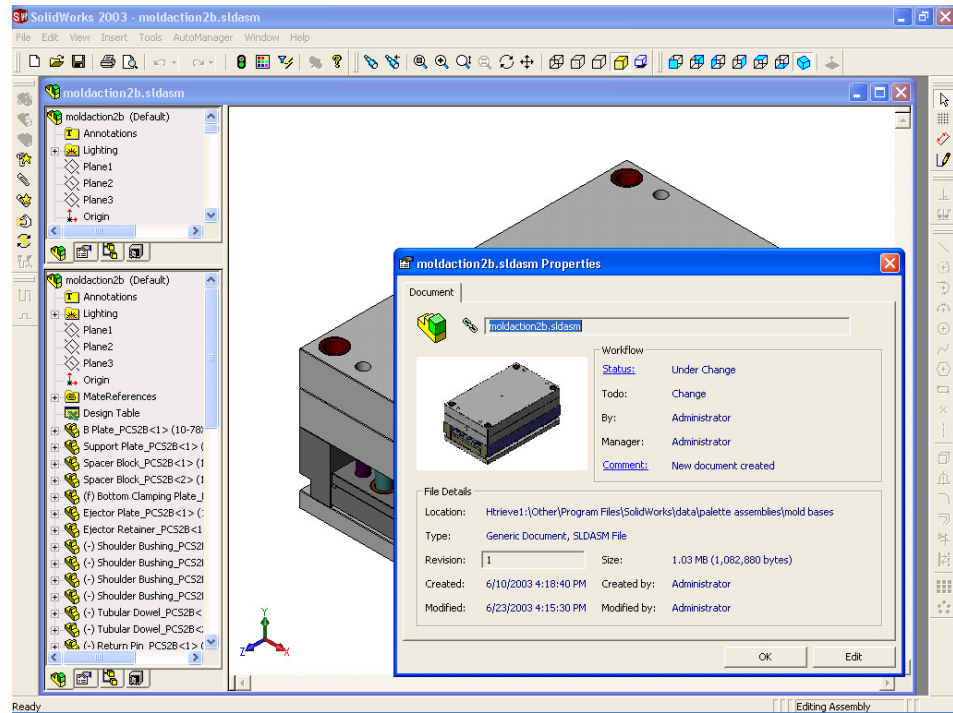 SolidWorks 2003 - moldaction2b.sldasm
File Edit View Insert Tools AutoManager Window Help
moldaction2b.sldasm
moldaction2b (Default)
Annotations
Lighting
Plane1
Plane2
Plane3
Origin
moldaction2b (Default)
Annotations
Lighting
Plane1
Plane2
Plane3
Origin
MateReferences
Design Table
B Plate_PCS2B<1> (10-78
Support Plate_PCS2B<1> (
Spacer Block_PCS2B<1> (1
Spacer Block_PCS2B<2> (1
(f) Bottom Clamping Plate_
Ejector Plate_PCS2B<1> (
Ejector Retainer_PCS2B<1
(-) Shoulder Bushing_PCS2
(-) Shoulder Bushing_PCS2
(-) Shoulder Bushing_PCS2
(-) Shoulder Bushing_PCS2
(-) Tubular Dowel_PCS2B<
(-) Tubular Dowel_PCS2B<
(-) Return Pin_PCS2B<1> (
moldaction2b.sldasm Properties
Document
moldaction2b.sldasm
Workflow
Status: Under Change
Todo: Change
By: Administrator
Manager: Administrator
Comment: New document created
File Details
Location: Htrieve1:\Other\Program Files\SolidWorks\data\palette assemblies\mold bases
Type: Generic Document, SLDASM File
Revision: 1 Size: 1.03 MB (1,082,880 bytes)
Created: 6/10/2003 4:18:40 PM Created by: Administrator
Modified: 6/23/2003 4:15:30 PM Modified by: Administrator
OK Edit
Y
Z X
Ready Editing Assembly